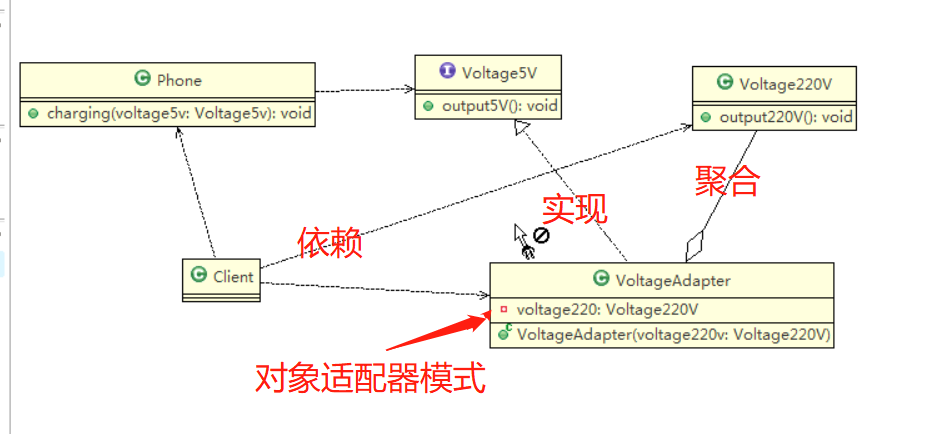 Phone
charging(voltage5v: Voltage5v): void
Voltage5V
output5V(): void
Voltage220V
output220V(): void
聚合
实现
依赖
Client
VoltageAdapter
voltage220: Voltage220V
VoltageAdapter(voltage220v: Voltage220V)
对象适配器模式